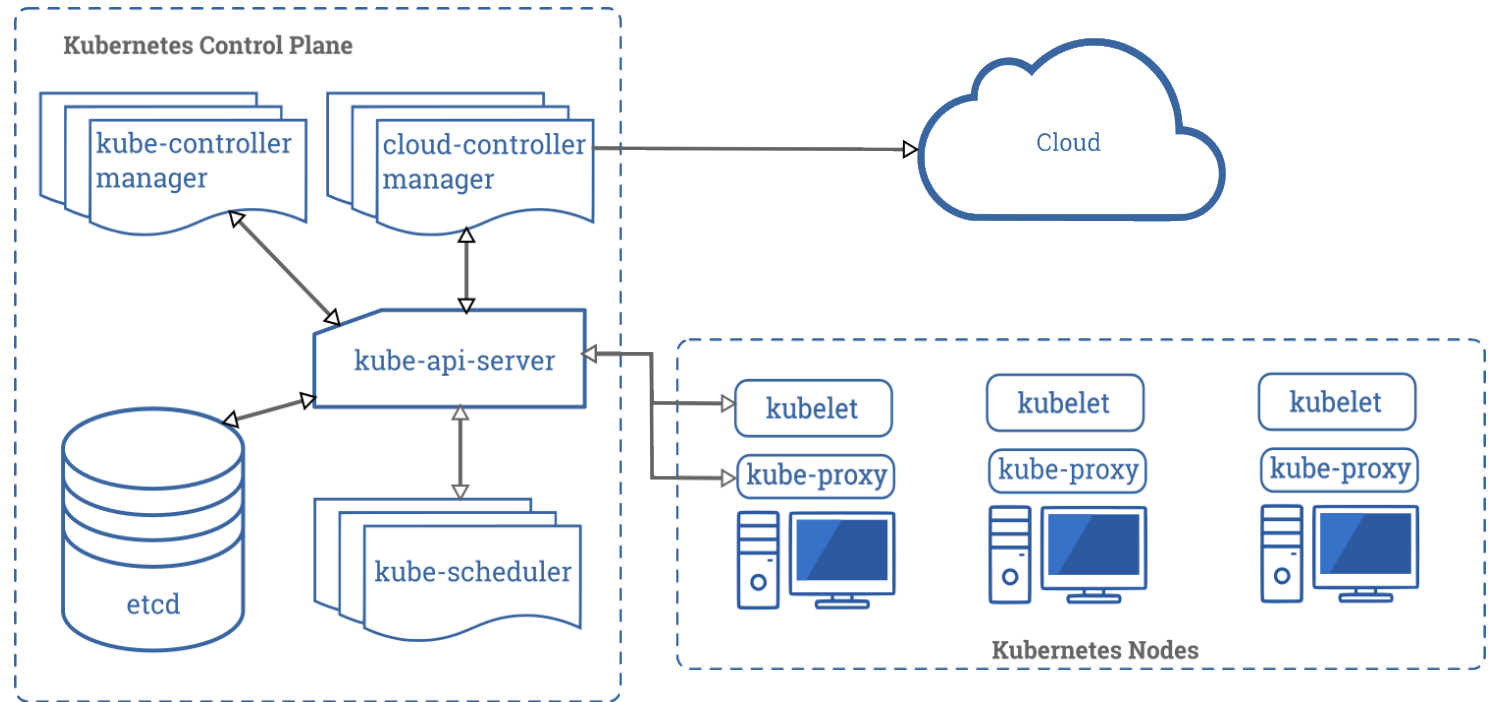 Kubernetes Control Plane
kube-controller
manager
cloud-controller
manager
Cloud
kube-api-server
kubelet
kubelet
kubelet
kube-proxy
kube-proxy
kube-proxy
kube-scheduler
etcd
Kubernetes Nodes